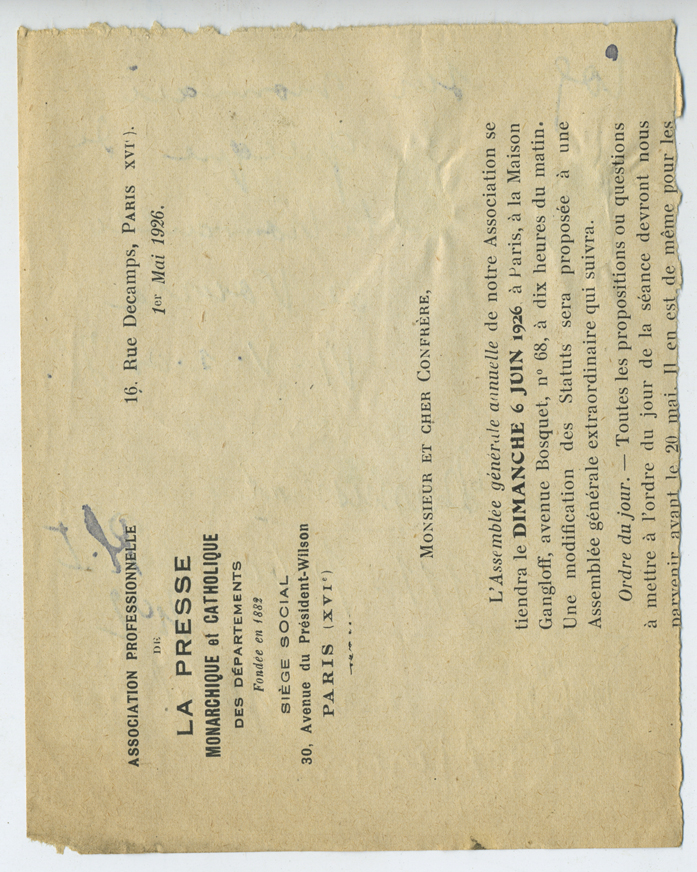 ASSOCIATION PROFESSIONNELLE
DE
LA PRESSE
MONARCHIQUE et CATHOLIQUE
DES DÉPARTEMENTS
Fondée en 1882
SIÈGE SOCIAL
30, Avenue du Président-Wilson
PARIS (XVIe)
16, Rue Decamps, PARIS XVIe).
1er Mai 1926.
MONSIEUR ET CHER CONFRÈRE,
L'Assemblée générale annuelle de notre Association se
tiendra le DIMANCHE 6 JUIN 1926 à Paris, à la Maison
Gangloff, avenue Bosquet, n° 68, à dix heures du matin.
Une modification des Statuts sera proposée à une
Assemblée générale extraordinaire qui suivra.
Ordre du jour. — Toutes les propositions ou questions
à mettre à l'ordre du jour de la séance devront nous
parvenir avant le 20 mai. Il en est de même pour les